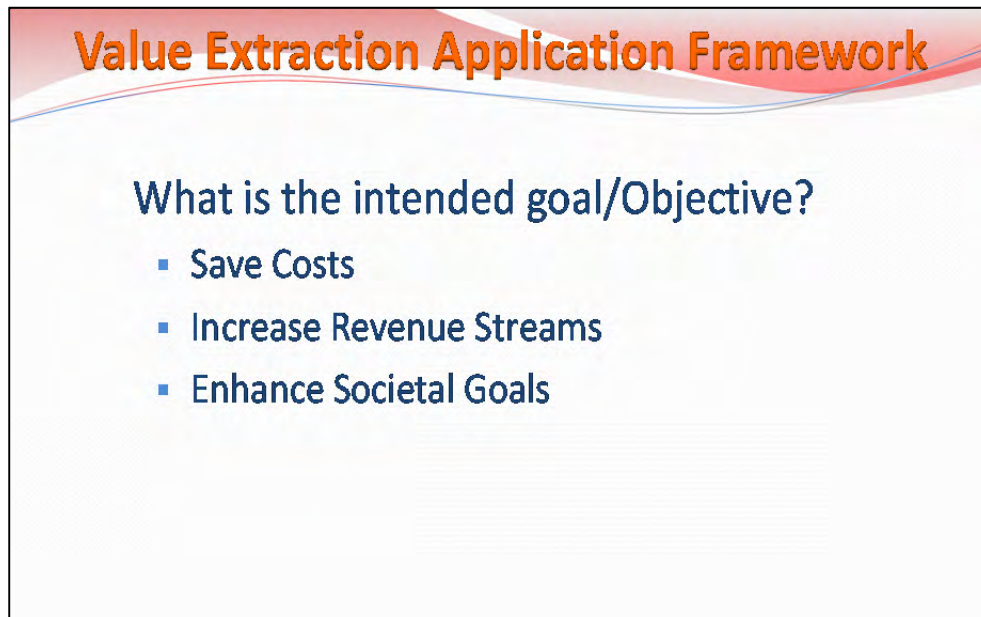 Value Extraction Application Framework
What is the intended goal/Objective?
Save Costs
Increase Revenue Streams
Enhance Societal Goals